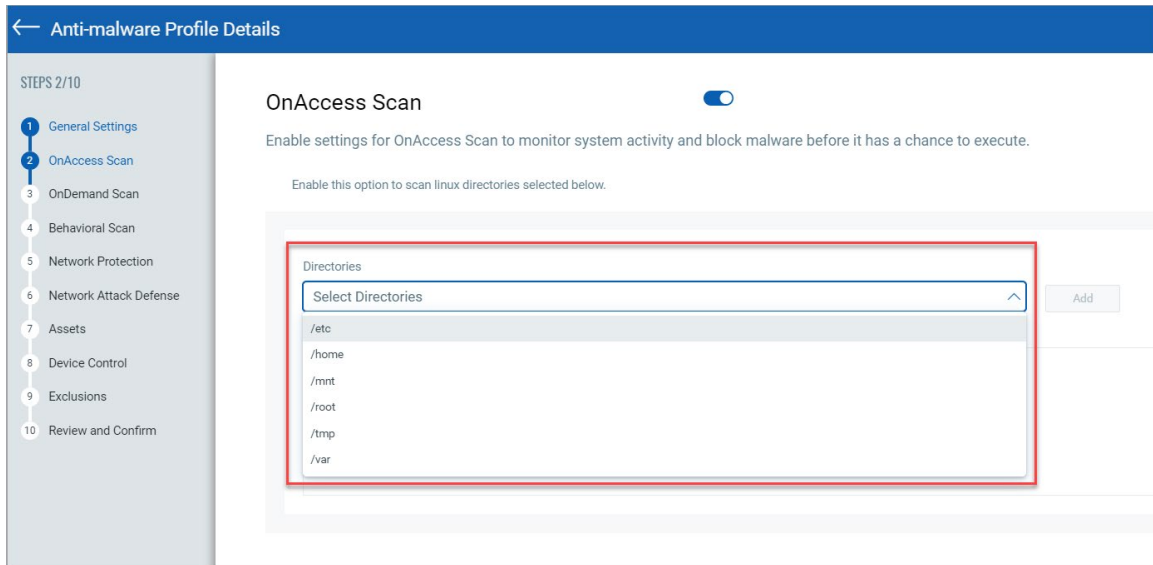 Anti-malware Profile Details
STEPS 2/10
1 General Settings
2 OnAccess Scan
3 OnDemand Scan
4 Behavioral Scan
5 Network Protection
6 Network Attack Defense
7 Assets
8 Device Control
9 Exclusions
10 Review and Confirm
OnAccess Scan
Enable settings for OnAccess Scan to monitor system activity and block malware before it has a chance to execute.
Enable this option to scan linux directories selected below.
Directories
Select Directories
Add
/etc
/home
/mnt
/root
/tmp
/var